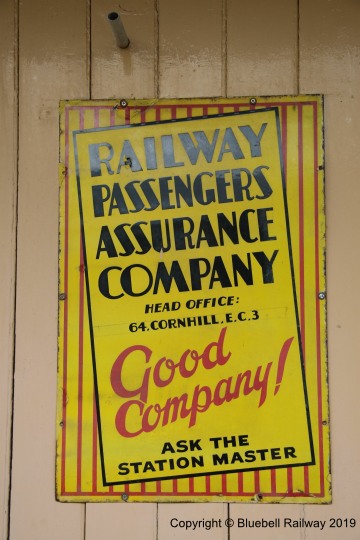 RAILWAY
PASSENGERS
ASSURANCE
COMPANY
HEAD OFFICE:
64, CORNHILL, E.C.3
Good
Company!
ASK THE
STATION MASTER
Copyright © Bluebell Railway 2019